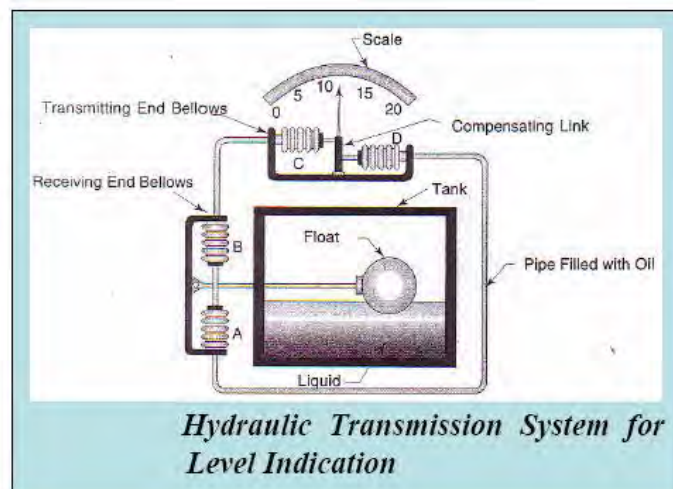 Scale
0 5 10 15 20
Transmitting End Bellows
Compensating Link
C
D
Receiving End Bellows
Tank
B
Float
Pipe Filled with Oil
A
Liquid
Hydraulic Transmission System for
Level Indication